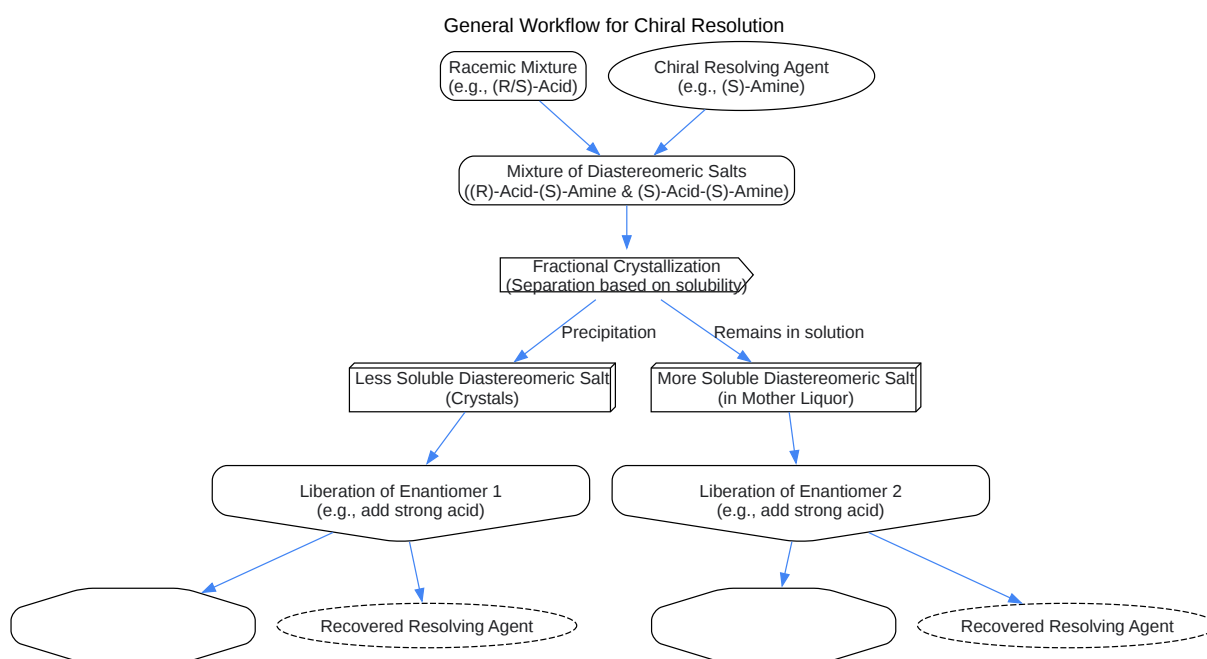 General Workflow for Chiral Resolution
Racemic Mixture
(e.g., (R/S)-Acid)
Chiral Resolving Agent
(e.g., (S)-Amine)
Mixture of Diastereomeric Salts
((R)-Acid-(S)-Amine & (S)-Acid-(S)-Amine)
Fractional Crystallization
(Separation based on solubility)
Precipitation
Remains in solution
Less Soluble Diastereomeric Salt
(Crystals)
More Soluble Diastereomeric Salt
(in Mother Liquor)
Liberation of Enantiomer 1
(e.g., add strong acid)
Liberation of Enantiomer 2
(e.g., add strong acid)
Recovered Resolving Agent
Recovered Resolving Agent